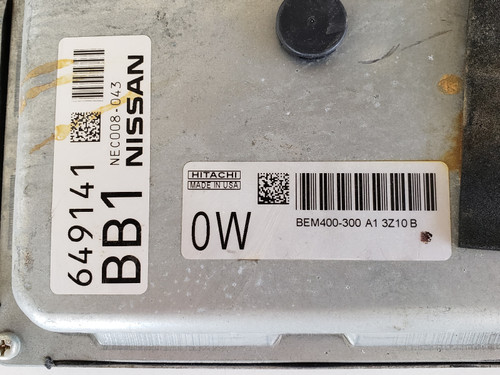 649141
BB1
NEC008-043
NISSAN
HITACHI
MADE IN USA
0W
BEM400-300 A1 3Z10 B